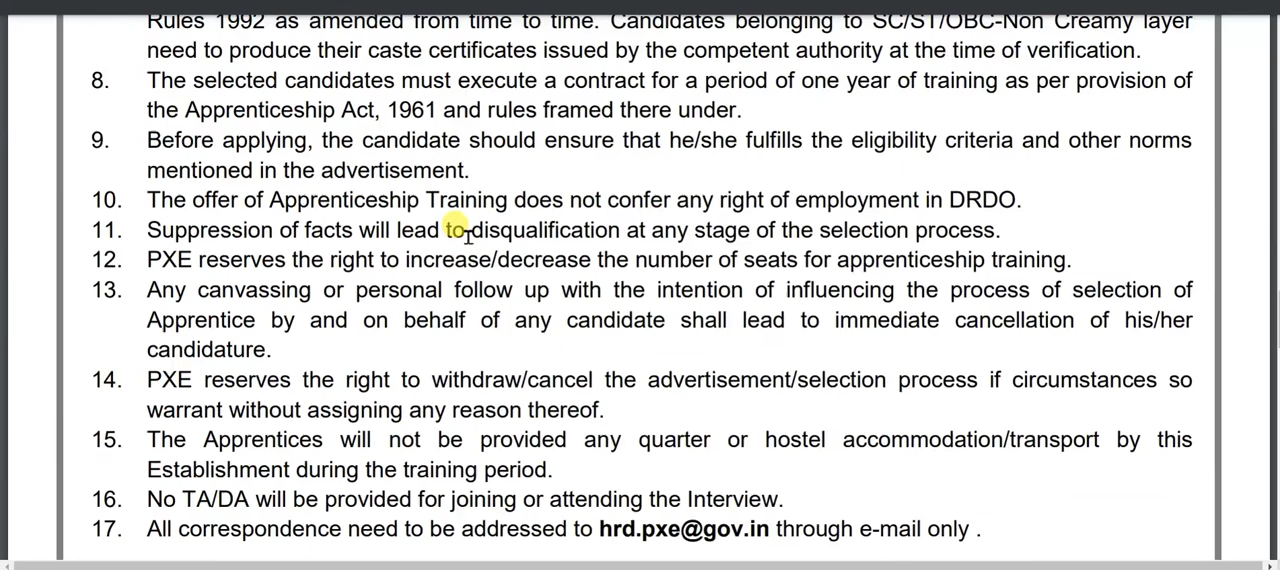 Rules 1992 as amended from time to time. Candidates belonging to SC/ST/OBC-Non Creamy layer
need to produce their caste certificates issued by the competent authority at the time of verification.
8. The selected candidates must execute a contract for a period of one year of training as per provision of
the Apprenticeship Act, 1961 and rules framed there under.
9. Before applying, the candidate should ensure that he/she fulfills the eligibility criteria and other norms
mentioned in the advertisement.
10. The offer of Apprenticeship Training does not confer any right of employment in DRDO.
11. Suppression of facts will lead to disqualification at any stage of the selection process.
12. PXE reserves the right to increase/decrease the number of seats for apprenticeship training.
13. Any canvassing or personal follow up with the intention of influencing the process of selection of
Apprentice by and on behalf of any candidate shall lead to immediate cancellation of his/her
candidature.
14. PXE reserves the right to withdraw/cancel the advertisement/selection process if circumstances so
warrant without assigning any reason thereof.
15. The Apprentices will not be provided any quarter or hostel accommodation/transport by this
Establishment during the training period.
16. No TA/DA will be provided for joining or attending the Interview.
17. All correspondence need to be addressed to hrd.pxe@gov.in through e-mail only .